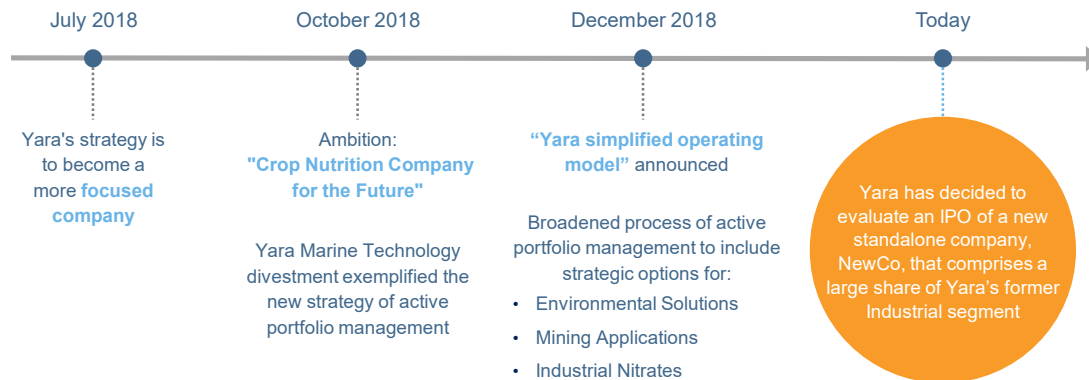 July 2018
October 2018
December 2018
Today
Yara's strategy is
to become a
more focused
company
Ambition:
"Crop Nutrition Company
for the Future"
Yara Marine Technology
divestment exemplified the
new strategy of active
portfolio management
“Yara simplified operating
model” announced
Broadened process of active
portfolio management to include
strategic options for:
• Environmental Solutions
• Mining Applications
• Industrial Nitrates
Yara has decided to
evaluate an IPO of a new
standalone company,
NewCo, that comprises a
large share of Yara’s former
Industrial segment